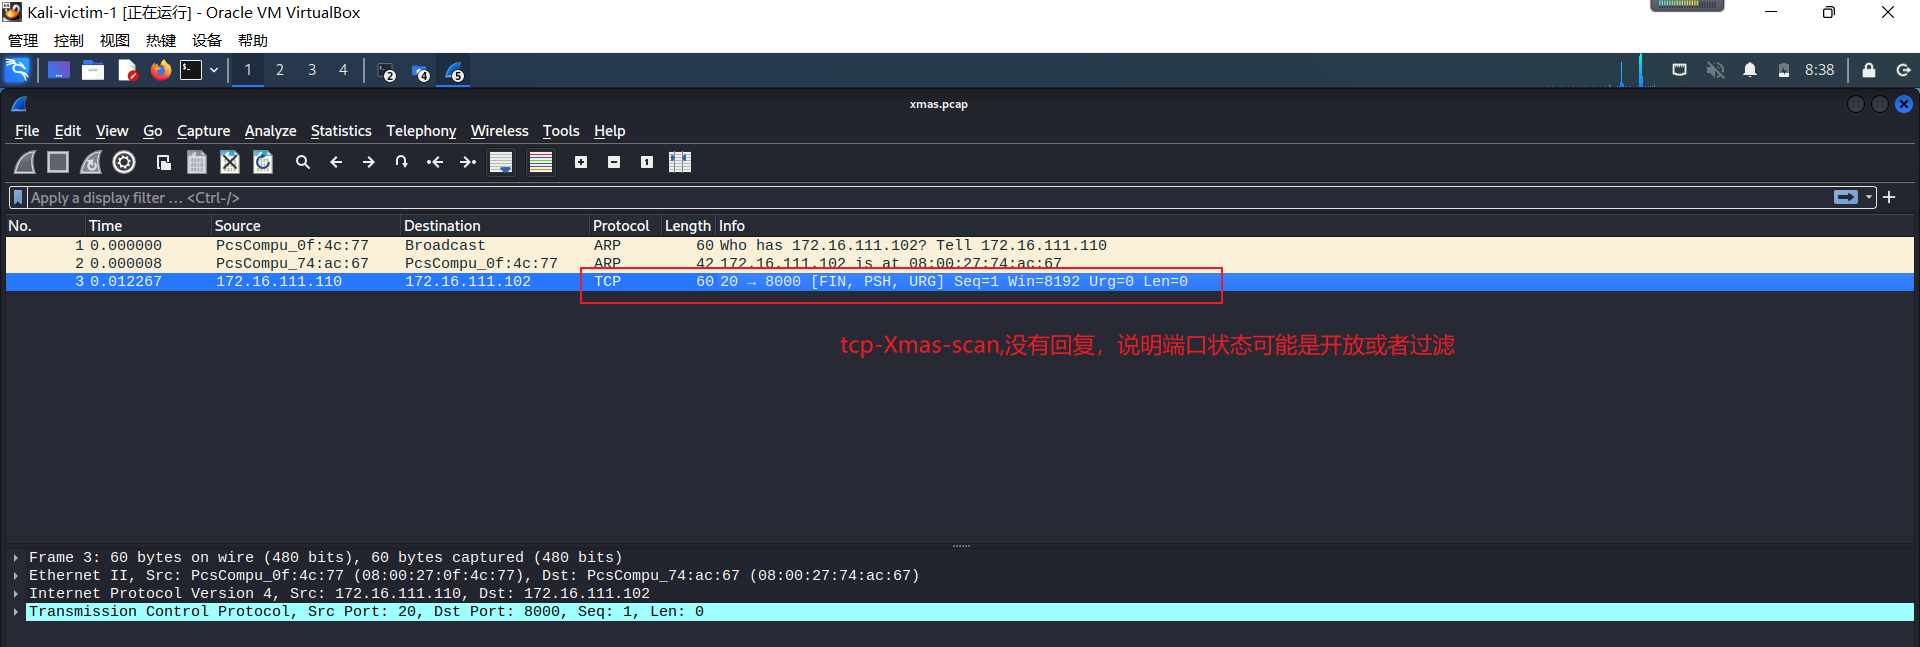 Kali-victim-1 [正在运行] - Oracle VM VirtualBox
管理 控制 视图 热键 设备 帮助
1 2 3 4 2 4 5 8:38
xmas.pcap
File Edit View Go Capture Analyze Statistics Telephony Wireless Tools Help
Apply a display filter … <Ctrl-/>
No. Time Source Destination Protocol Length Info
1 0.000000 PcsCompu_0f:4c:77 Broadcast ARP 60 Who has 172.16.111.102? Tell 172.16.111.110
2 0.000008 PcsCompu_74:ac:67 PcsCompu_0f:4c:77 ARP 42 172.16.111.102 is at 08:00:27:74:ac:67
3 0.012267 172.16.111.110 172.16.111.102 TCP 60 20 → 8000 [FIN, PSH, URG] Seq=1 Win=8192 Urg=0 Len=0
tcp-Xmas-scan,没有回复，说明端口状态可能是开放或者过滤
Frame 3: 60 bytes on wire (480 bits), 60 bytes captured (480 bits)
Ethernet II, Src: PcsCompu_0f:4c:77 (08:00:27:0f:4c:77), Dst: PcsCompu_74:ac:67 (08:00:27:74:ac:67)
Internet Protocol Version 4, Src: 172.16.111.110, Dst: 172.16.111.102
Transmission Control Protocol, Src Port: 20, Dst Port: 8000, Seq: 1, Len: 0